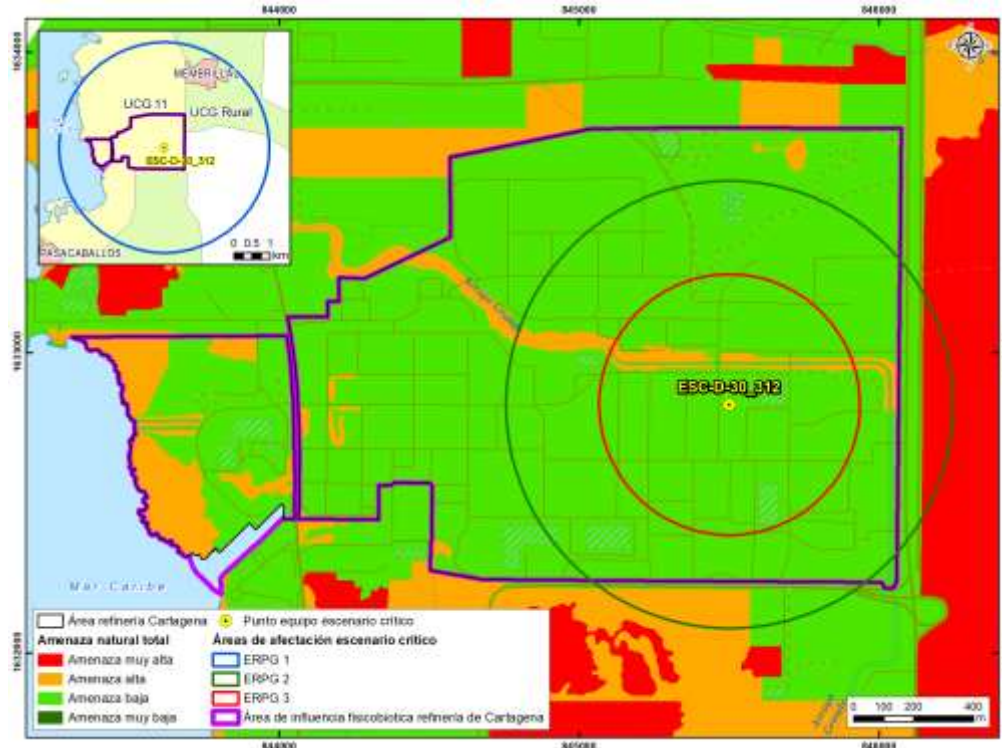 844000
845000
846000
1634000
MEMBRILLAL
UCG 11
UCG Rural
ESC-D-30_312
PASACABALLOS
0 0.5 1
km
1633000
ESC-D-30_312
Mar Caribe
1632000
Área refinería Cartagena
Punto equipo escenario crítico
Amenaza natural total
Áreas de afectación escenario crítico
Amenaza muy alta
ERPG 1
Amenaza alta
ERPG 2
Amenaza baja
ERPG 3
Amenaza muy baja
Área de influencia fiscobiotica refinería de Cartagena
0 100 200 400
m
844000
845000
846000